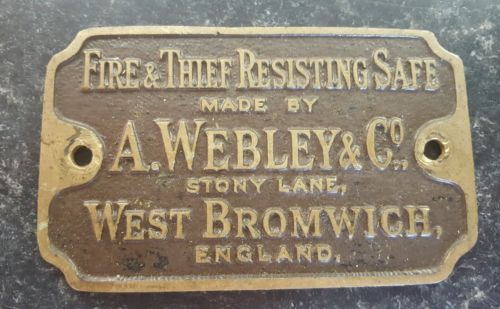 FIRE & THIEF RESISTING SAFE
MADE BY
A. WEBLEY & CO.,
STONY LANE,
WEST BROMWICH,
ENGLAND.